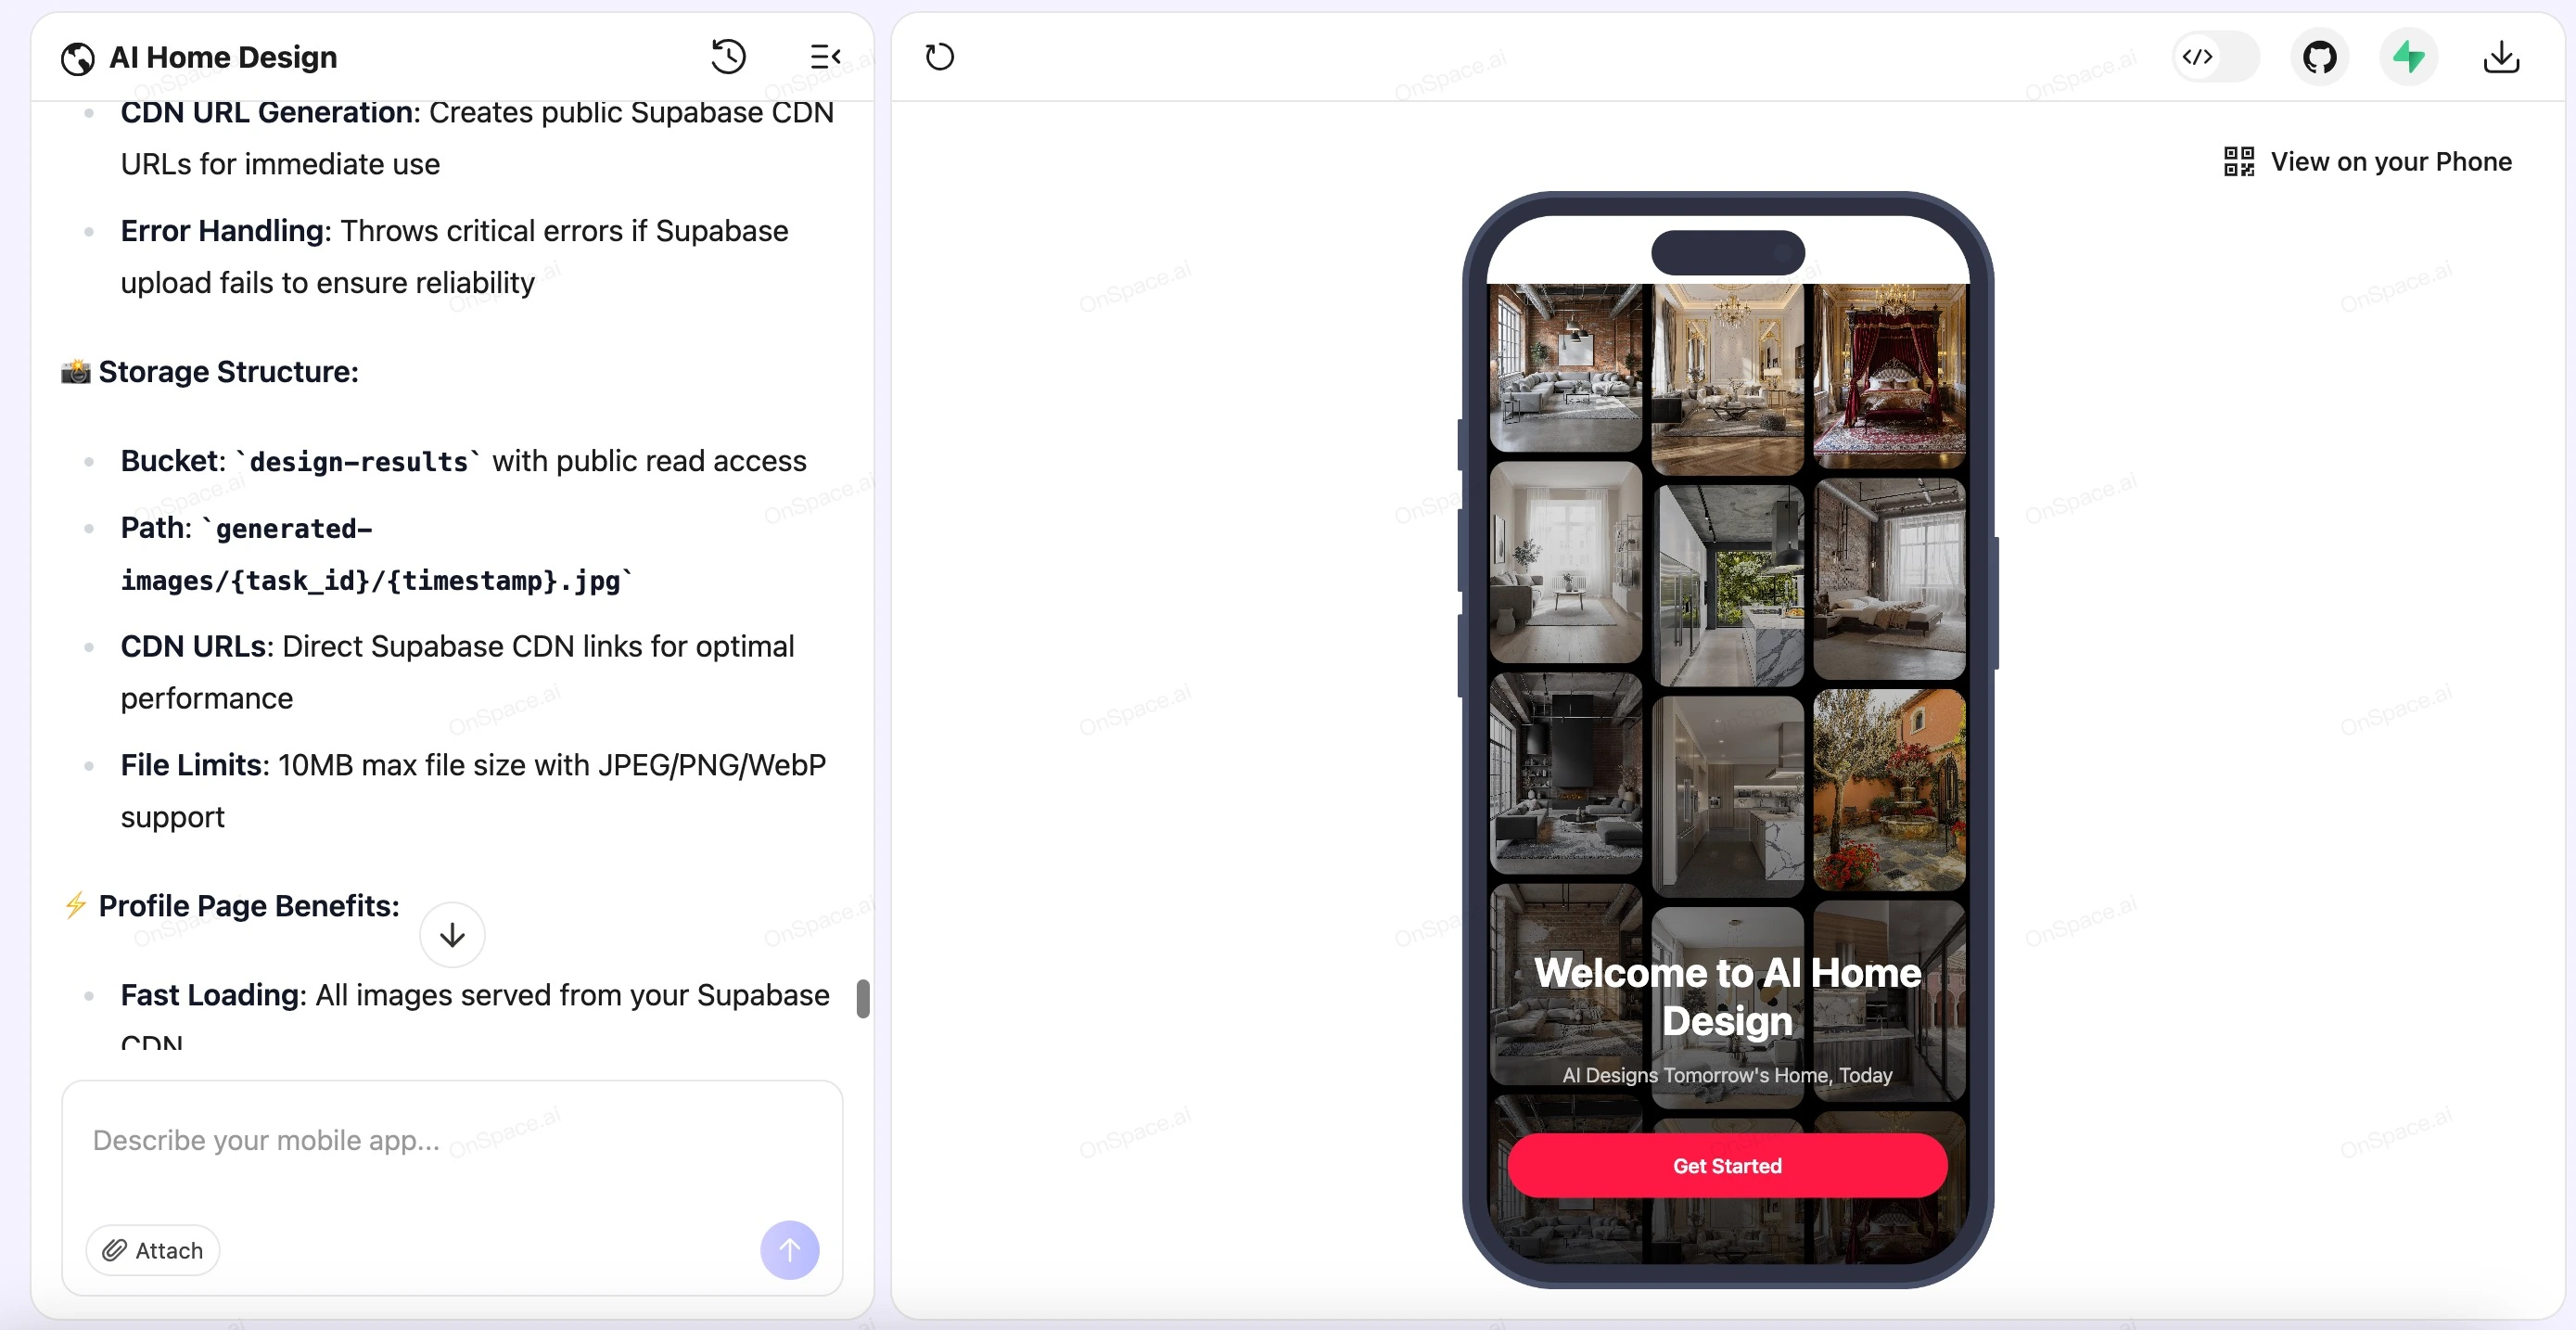 AI Home Design
CDN URL Generation: Creates public Supabase CDN
URLs for immediate use
Error Handling: Throws critical errors if Supabase
upload fails to ensure reliability
📸 Storage Structure:
Bucket: `design-results` with public read access
Path: `generated-
images/{task_id}/{timestamp}.jpg`
CDN URLs: Direct Supabase CDN links for optimal
performance
File Limits: 10MB max file size with JPEG/PNG/WebP
support
⚡ Profile Page Benefits:
Fast Loading: All images served from your Supabase
CDN
Describe your mobile app...
Attach
View on your Phone
Welcome to AI Home
Design
AI Designs Tomorrow's Home, Today
Get Started
OnSpace.ai